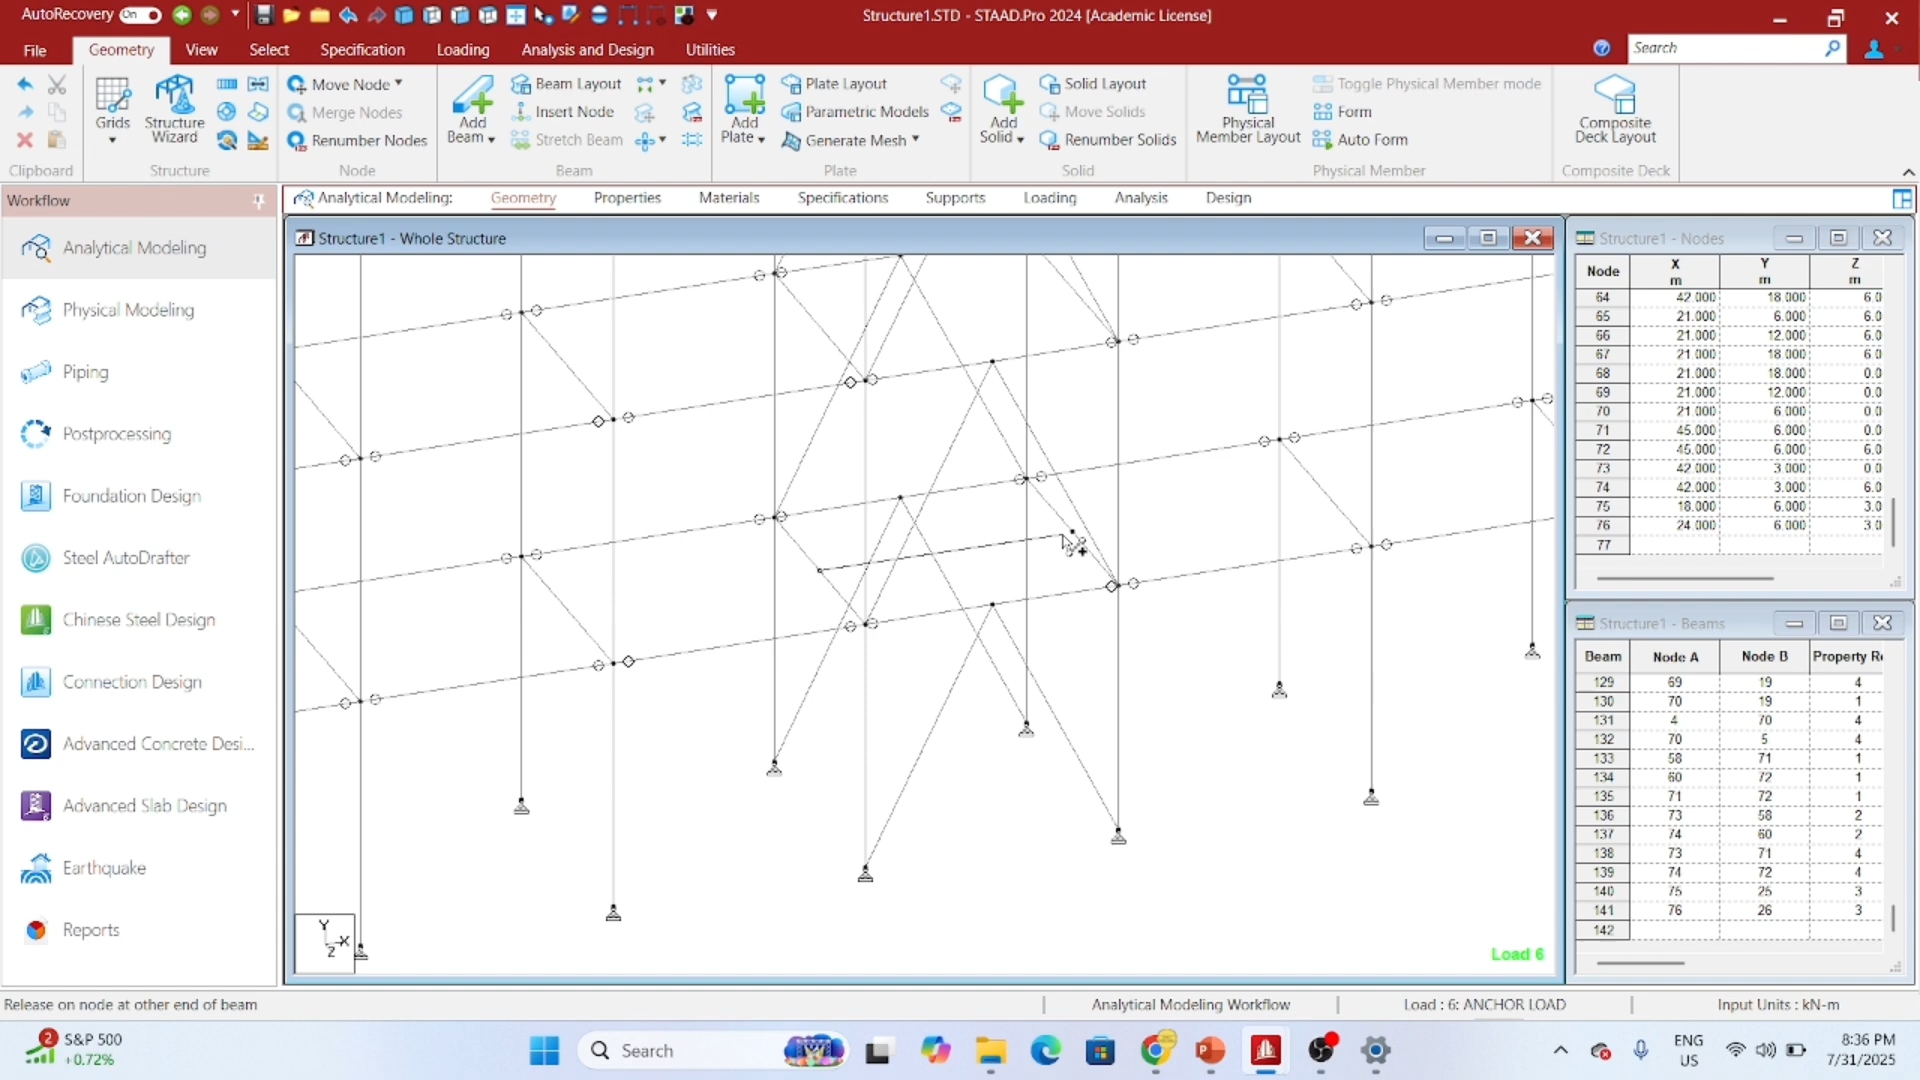 AutoRecovery On
Structure1.STD - STAAD.Pro 2024 [Academic License]
File
Geometry
View
Select
Specification
Loading
Analysis and Design
Utilities
Search
Grids
Structure Wizard
Move Node
Merge Nodes
Renumber Nodes
Add Beam
Beam Layout
Insert Node
Stretch Beam
Add Plate
Plate Layout
Parametric Models
Generate Mesh
Add Solid
Solid Layout
Move Solids
Renumber Solids
Physical Member Layout
Toggle Physical Member mode
Form
Auto Form
Composite Deck Layout
Clipboard
Structure
Node
Beam
Plate
Solid
Physical Member
Composite Deck
Workflow
Analytical Modeling: Geometry Properties Materials Specifications Supports Loading Analysis Design
Analytical Modeling
Physical Modeling
Piping
Postprocessing
Foundation Design
Steel AutoDrafter
Chinese Steel Design
Connection Design
Advanced Concrete Desi...
Advanced Slab Design
Earthquake
Reports
Structure1 - Whole Structure
Y
X
Z
Load 6
Structure1 - Nodes
Node X m Y m Z m
64 42.000 18.000 6.0
65 21.000 6.000 6.0
66 21.000 12.000 6.0
67 21.000 18.000 6.0
68 21.000 18.000 0.0
69 21.000 12.000 0.0
70 21.000 6.000 0.0
71 45.000 6.000 0.0
72 45.000 6.000 6.0
73 42.000 3.000 0.0
74 42.000 3.000 6.0
75 18.000 6.000 3.0
76 24.000 6.000 3.0
77
Structure1 - Beams
Beam Node A Node B Property Re
129 69 19 4
130 70 19 1
131 4 70 4
132 70 5 4
133 58 71 1
134 60 72 1
135 71 72 1
136 73 58 2
137 74 60 2
138 73 71 4
139 74 72 4
140 75 25 3
141 76 26 3
142
Release on node at other end of beam
Analytical Modeling Workflow
Load : 6: ANCHOR LOAD
Input Units : kN-m
2
S&P 500
+0.72%
Search
ENG
US
8:36 PM
7/31/2025